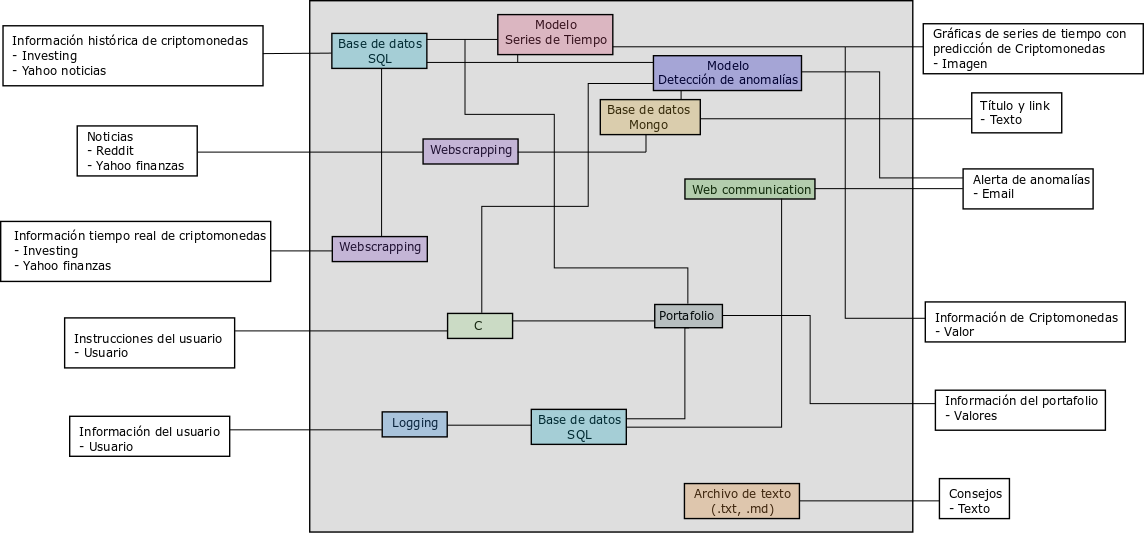 Información histórica de criptomonedas
- Investing
- Yahoo noticias
Base de datos
SQL
Modelo
Series de Tiempo
Gráficas de series de tiempo con
predicción de Criptomonedas
- Imagen
Modelo
Detección de anomalías
Base de datos
Mongo
Título y link
- Texto
Noticias
- Reddit
- Yahoo finanzas
Webscrapping
Web communication
Alerta de anomalías
- Email
Información tiempo real de criptomonedas
- Investing
- Yahoo finanzas
Webscrapping
Instrucciones del usuario
- Usuario
C
Portafolio
Información de Criptomonedas
- Valor
Información del portafolio
- Valores
Información del usuario
- Usuario
Logging
Base de datos
SQL
Archivo de texto
(.txt, .md)
Consejos
- Texto